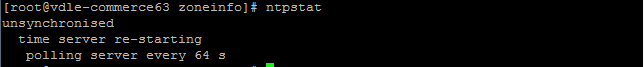 [root@vdle-commerce63 zoneinfo]# ntpstat
unsynchronised
time server re-starting
polling server every 64 s